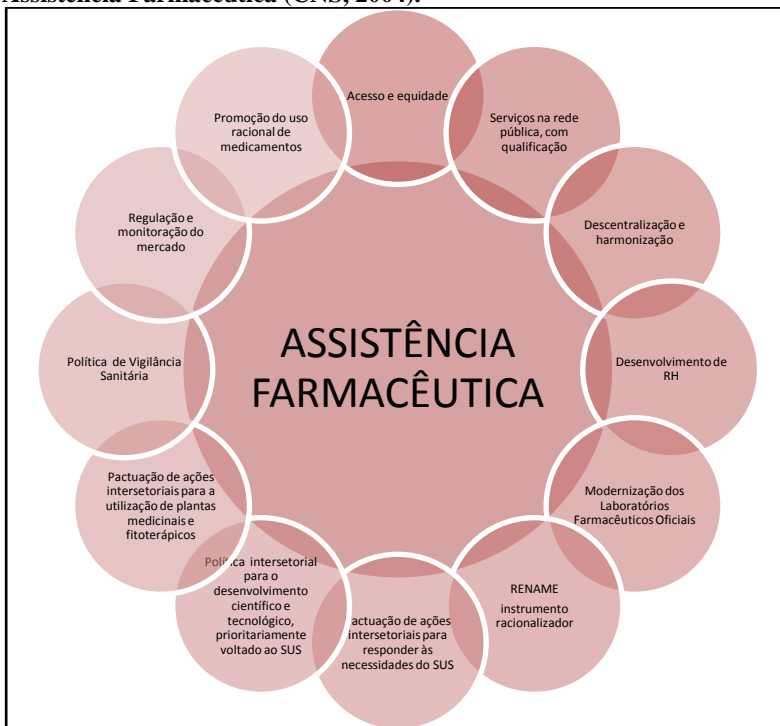 Assistência Farmacêutica (CNS, 2004).
Acesso e equidade
Serviços na rede
pública, com
qualificação
Descentralização e
harmonização
Desenvolvimento de
RH
Modernização dos
Laboratórios
Farmacêuticos Oficiais
RENAME
instrumento
racionalizador
Pactuação de ações
intersetoriais para
responder às
necessidades do SUS
Política intersetorial
para o
desenvolvimento
científico e
tecnológico,
prioritariamente
voltado ao SUS
Pactuação de ações
intersetoriais para a
utilização de plantas
medicinais e
fitoterápicos
Política de Vigilância
Sanitária
Regulação e
monitoração do
mercado
Promoção do uso
racional de
medicamentos
ASSISTÊNCIA
FARMACÊUTICA